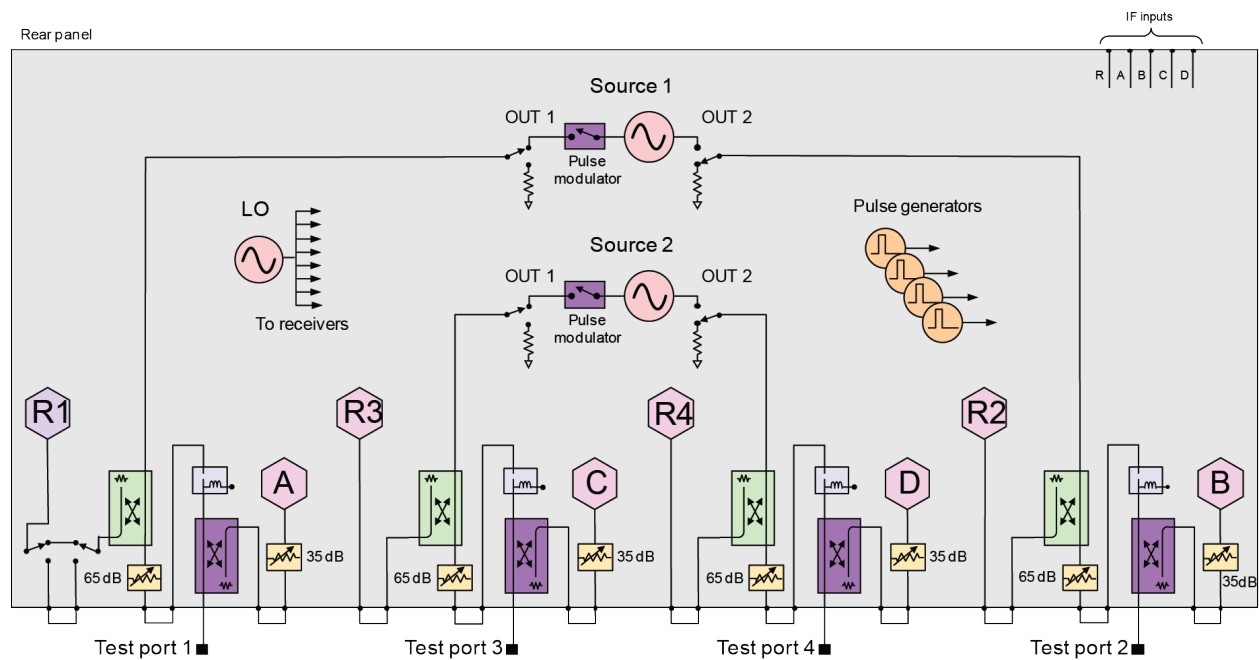 IF inputs
Rear panel
R A B C D
Source 1
OUT 1
OUT 2
Pulse
modulator
LO
To receivers
Pulse generators
Source 2
OUT 1
OUT 2
Pulse
modulator
R1
R3
R4
R2
A
C
D
B
65 dB
35 dB
65 dB
35 dB
65 dB
35 dB
65 dB
35dB
Test port 1
Test port 3
Test port 4
Test port 2